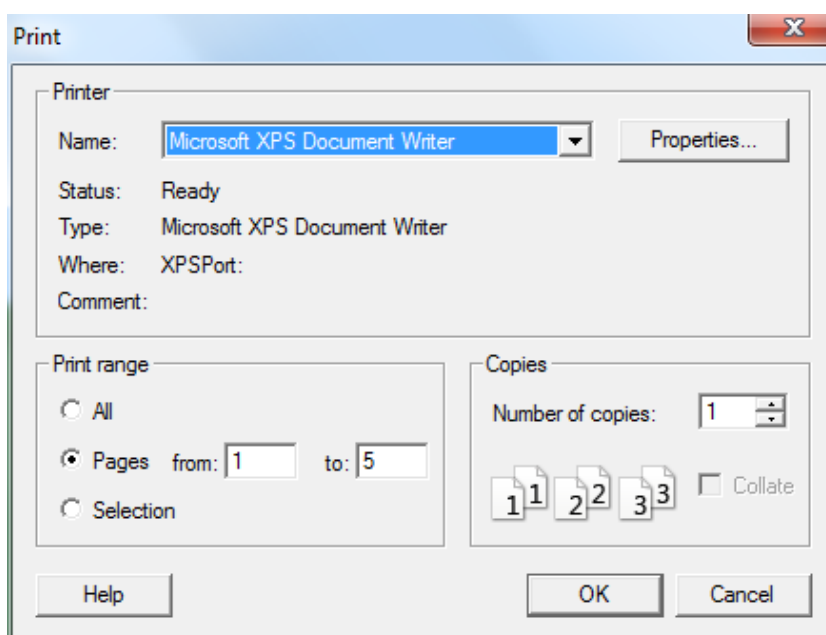 Print
Printer
Name: Microsoft XPS Document Writer Properties...
Status: Ready
Type: Microsoft XPS Document Writer
Where: XPSPort:
Comment:
Print range
All
Pages from: 1 to: 5
Selection
Copies
Number of copies: 1
1 1 2 2 3 3 Collate
Help OK Cancel